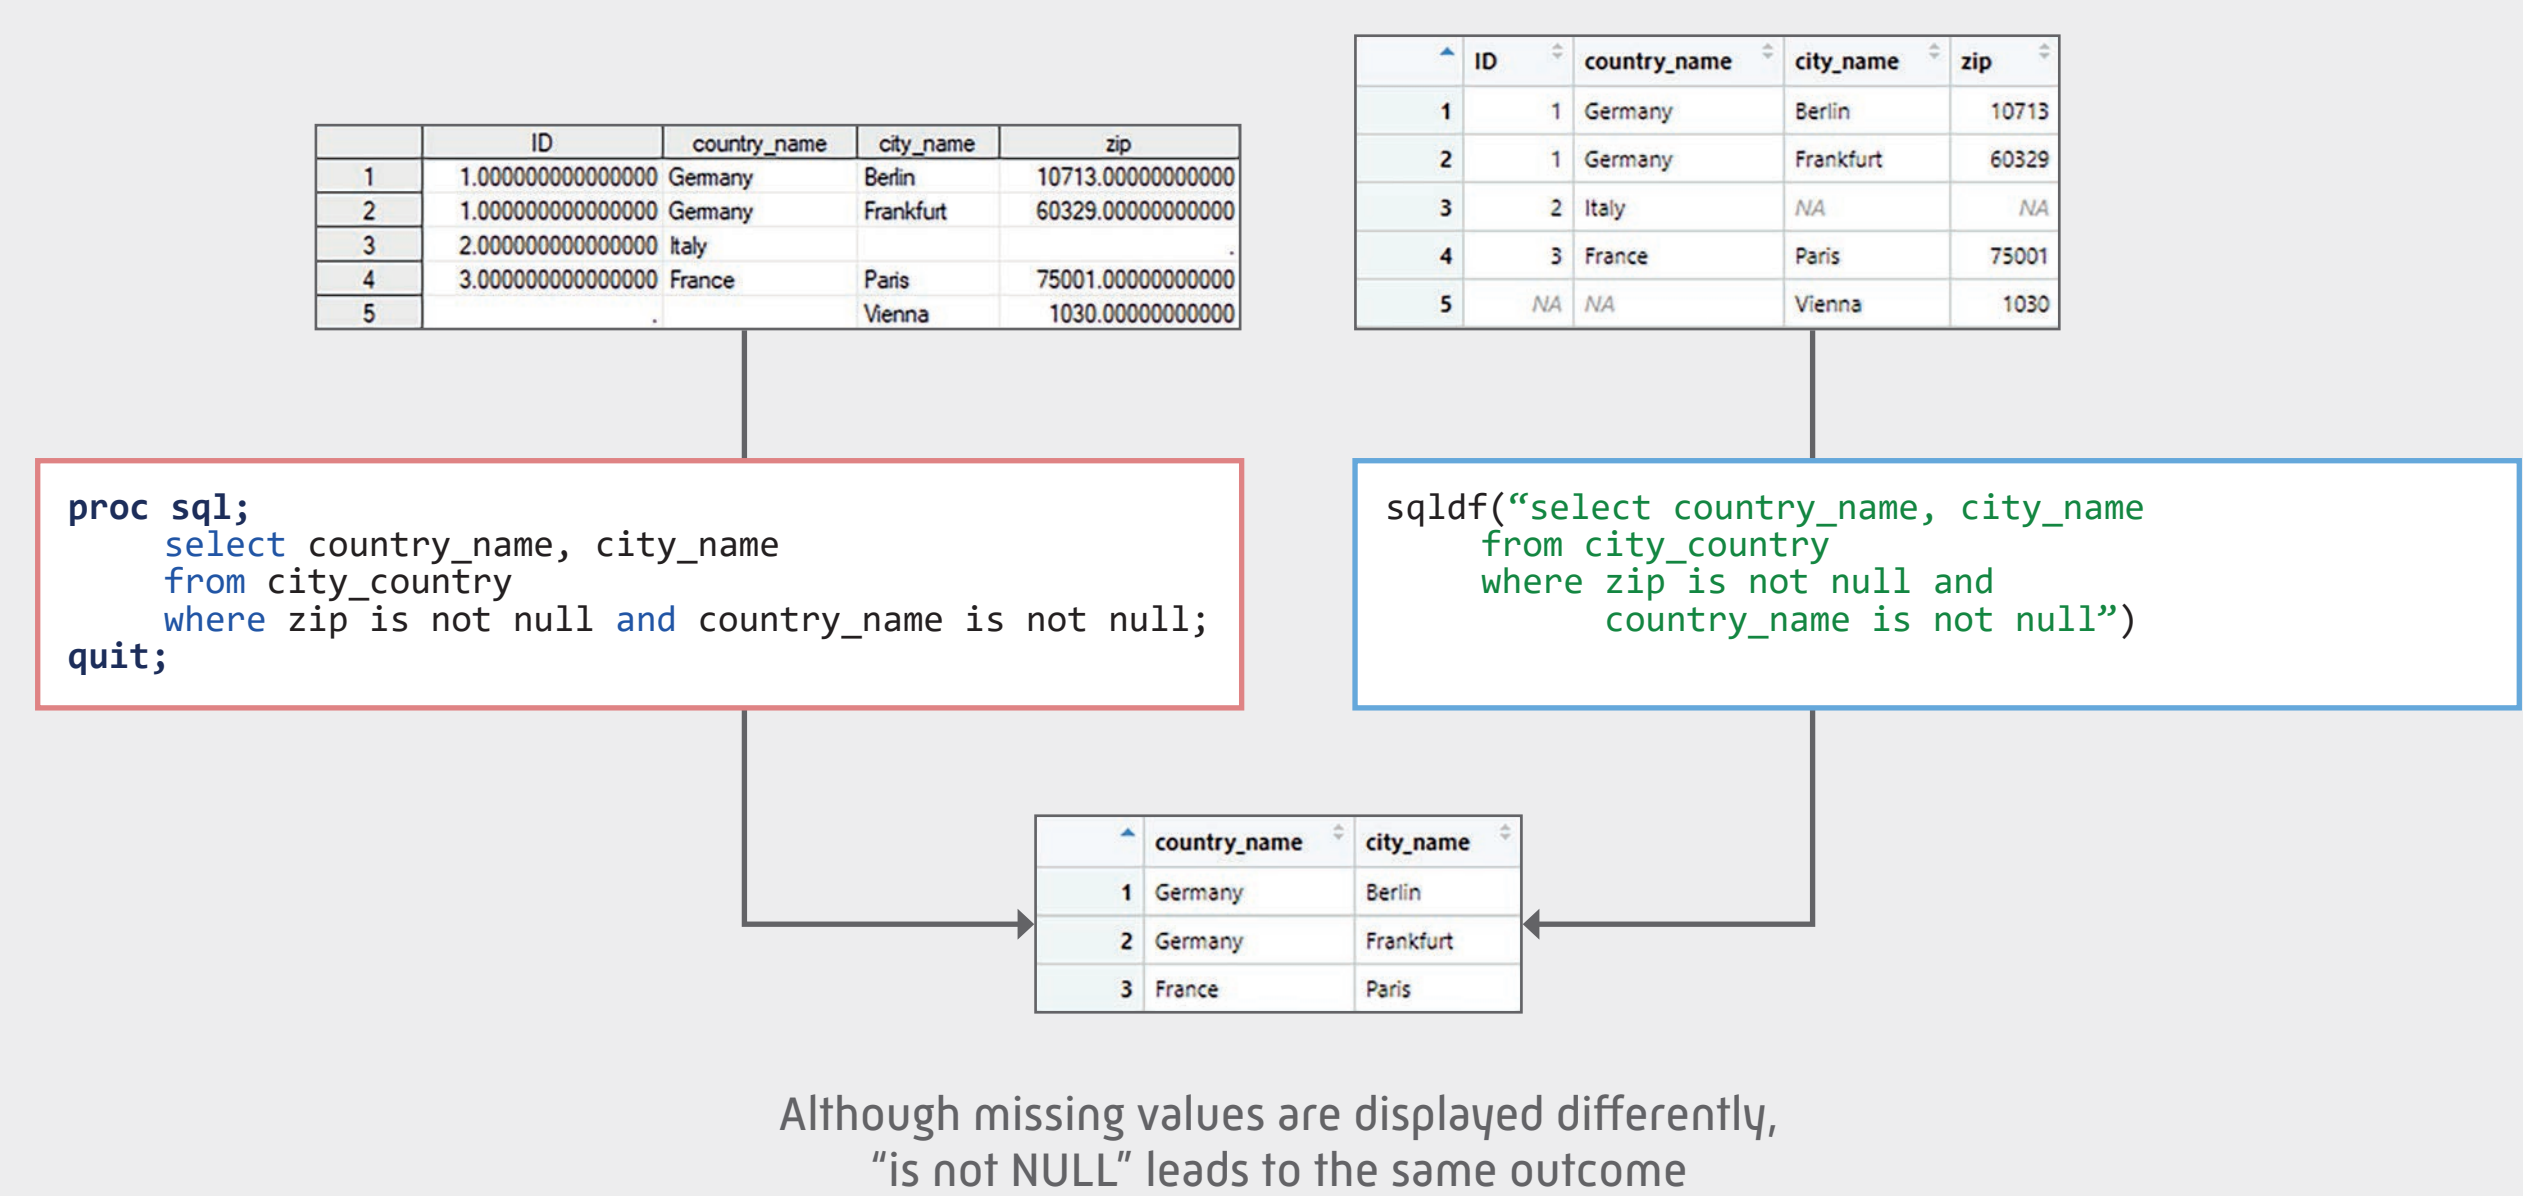 ID country_name city_name zip
1 1.000000000000000 Germany Berlin 10713.00000000000
2 1.000000000000000 Germany Frankfurt 60329.00000000000
3 2.000000000000000 Italy .
4 3.000000000000000 France Paris 75001.00000000000
5 . Vienna 1030.00000000000
ID country_name city_name zip
1 1 Germany Berlin 10713
2 1 Germany Frankfurt 60329
3 2 Italy NA NA
4 3 France Paris 75001
5 NA NA Vienna 1030
proc sql;
select country_name, city_name
from city_country
where zip is not null and country_name is not null;
quit;
sqldf(“select country_name, city_name
from city_country
where zip is not null and
country_name is not null”)
country_name city_name
1 Germany Berlin
2 Germany Frankfurt
3 France Paris
Although missing values are displayed differently,
“is not NULL” leads to the same outcome